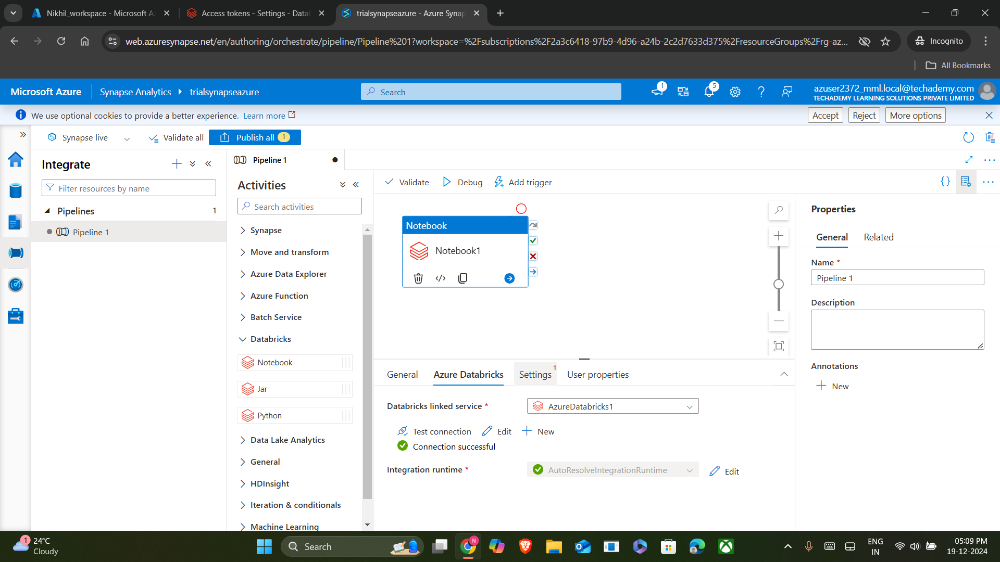 Nikhil_workspace - Microsoft Az
Access tokens - Settings - Datab
trialsynapseazure - Azure Synap
web.azuresynapse.net/en/authoring/orchestrate/pipeline/Pipeline%201?workspace=%2Fsubscriptions%2F2a3c6418-97b9-4d96-a24b-2c2d7633d375%2FresourceGroups%2Frg-az...
Incognito
All Bookmarks
Microsoft Azure
Synapse Analytics
trialsynapseazure
Search
1
5
azuser2372_mml.local@techademy.com
TECHADEMY LEARNING SOLUTIONS PRIVATE LIMITED
We use optional cookies to provide a better experience. Learn more
Accept
Reject
More options
Synapse live
Validate all
Publish all 1
Integrate
Filter resources by name
Pipelines 1
Pipeline 1
Pipeline 1
Activities
Search activities
Synapse
Move and transform
Azure Data Explorer
Azure Function
Batch Service
Databricks
Notebook
Jar
Python
Data Lake Analytics
General
HDInsight
Iteration & conditionals
Machine Learning
Validate
Debug
Add trigger
Notebook
Notebook1
General
Azure Databricks
Settings 1
User properties
Databricks linked service *
AzureDatabricks1
Test connection
Edit
New
Connection successful
Integration runtime *
AutoResolveIntegrationRuntime
Edit
Properties
General
Related
Name *
Pipeline 1
Description
Annotations
New
1
24°C
Cloudy
Search
N
ENG
IN
05:09 PM
19-12-2024